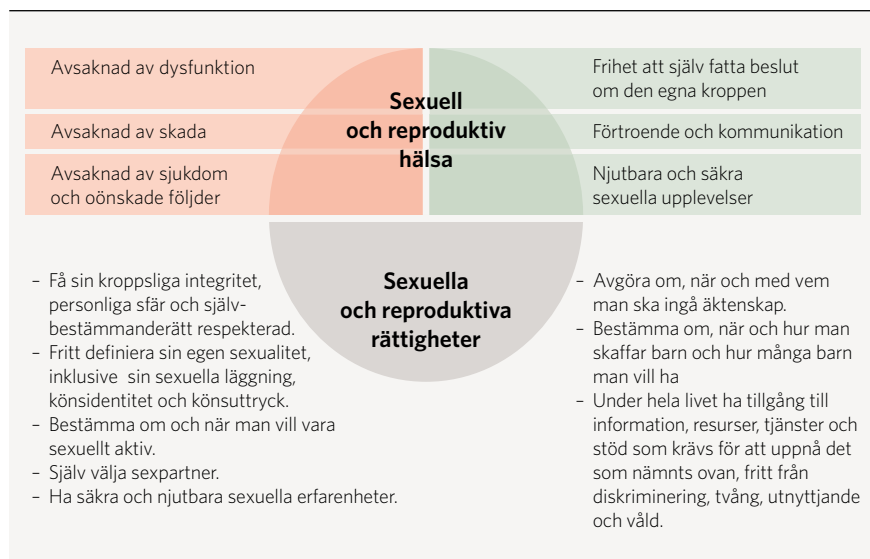 Avsaknad av dysfunktion
Avsaknad av skada
Avsaknad av sjukdom
och oönskade följder
Sexuell
och reproduktiv
hälsa
Frihet att själv fatta beslut
om den egna kroppen
Förtroende och kommunikation
Njutbara och säkra
sexuella upplevelser
Sexuella
och reproduktiva
rättigheter
– Få sin kroppsliga integritet,
personliga sfär och själv-
bestämmanderätt respekterad.
– Fritt definiera sin egen sexualitet,
inklusive sin sexuella läggning,
könsidentitet och könsuttryck.
– Bestämma om och när man vill vara
sexuellt aktiv.
– Själv välja sexpartner.
– Ha säkra och njutbara sexuella erfarenheter.
– Avgöra om, när och med vem
man ska ingå äktenskap.
– Bestämma om, när och hur man
skaffar barn och hur många barn
man vill ha
– Under hela livet ha tillgång till
information, resurser, tjänster och
stöd som krävs för att uppnå det
som nämnts ovan, fritt från
diskriminering, tvång, utnyttjande
och våld.